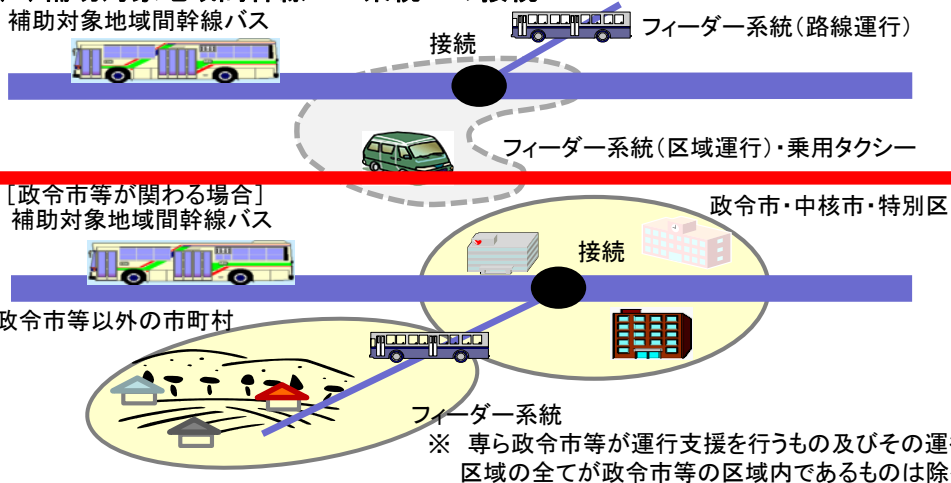 補助対象地域間幹線バス
接続
フィーダー系統(路線運行)
フィーダー系統(区域運行)・乗用タクシー
[政令市等が関わる場合]
補助対象地域間幹線バス
政令市・中核市・特別区
接続
政令市等以外の市町村
フィーダー系統
※ 専ら政令市等が運行支援を行うもの及びその運
区域の全てが政令市等の区域内であるものは除